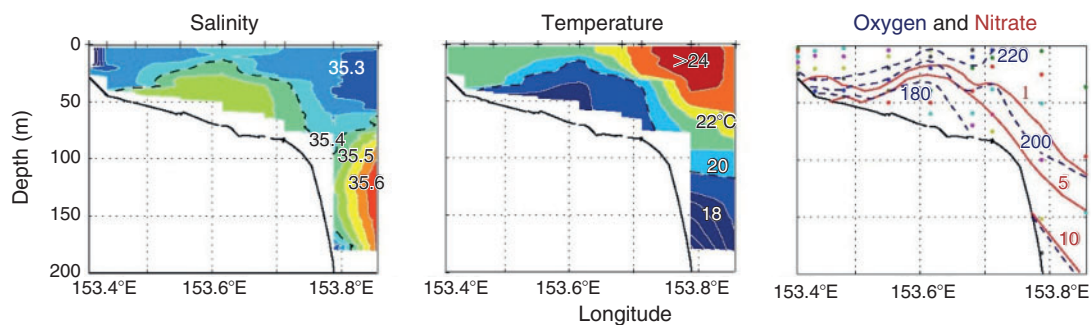 Salinity
Temperature
Oxygen and Nitrate
0
50
100
150
200
Depth (m)
35.3
35.4
35.5
35.6
>24
22°C
20
18
220
180
1
200
5
10
153.4°E 153.6°E 153.8°E
153.4°E 153.6°E 153.8°E
153.4°E 153.6°E 153.8°E
Longitude